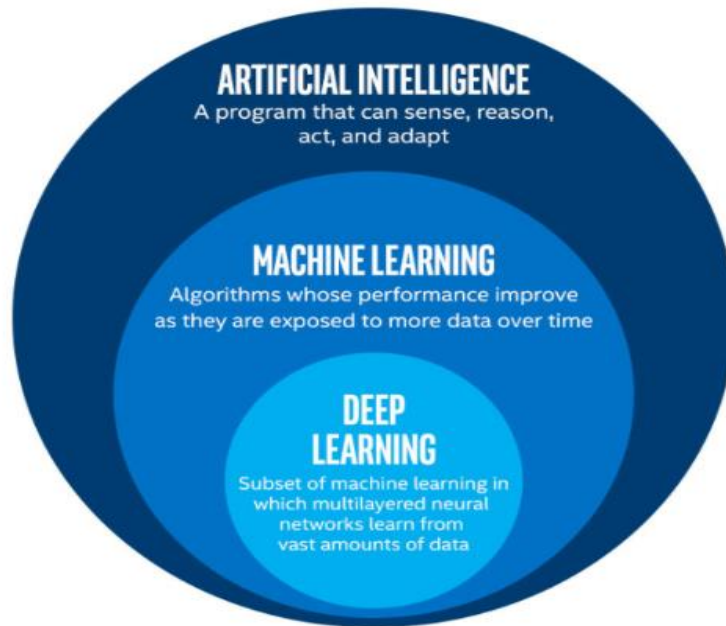 ARTIFICIAL INTELLIGENCE
A program that can sense, reason,
act, and adapt
MACHINE LEARNING
Algorithms whose performance improve
as they are exposed to more data over time
DEEP
LEARNING
Subset of machine learning in
which multilayered neural
networks learn from
vast amounts of data